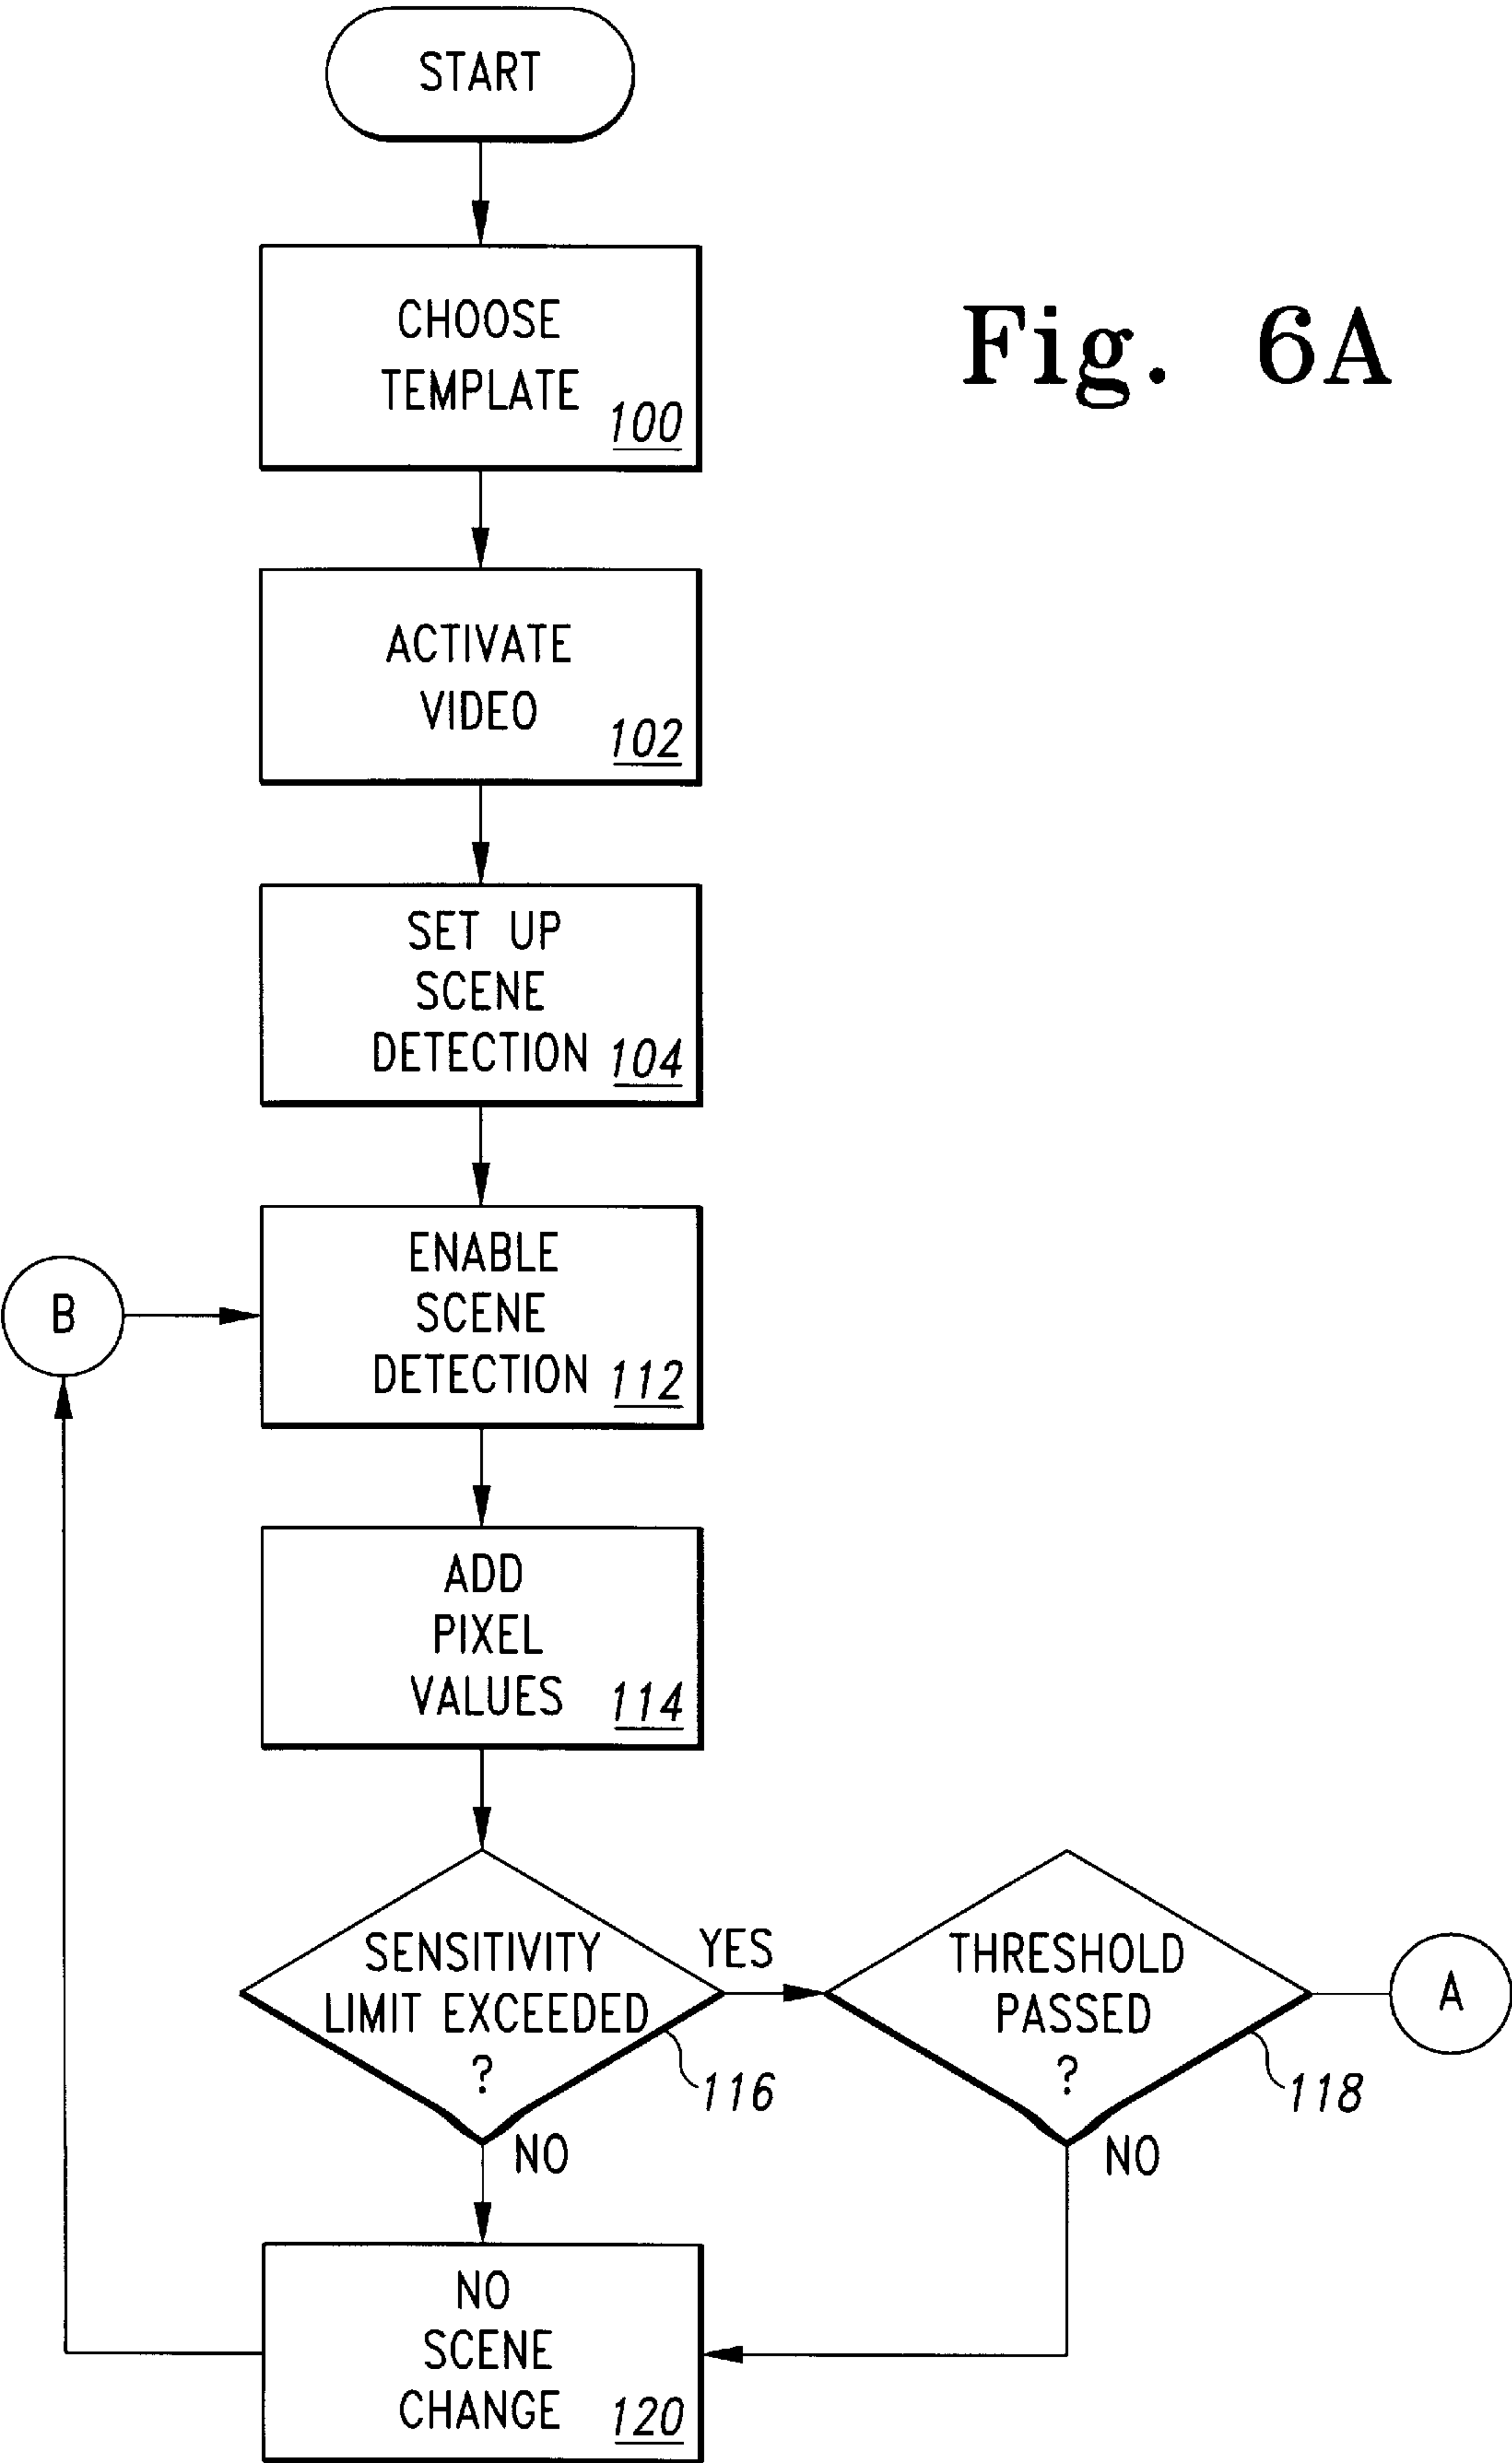 START
Fig. 6A
CHOOSE
TEMPLATE
100
ACTIVATE
VIDEO
102
SET UP
SCENE
DETECTION 104
B
ENABLE
SCENE
DETECTION 112
ADD
PIXEL
VALUES 114
SENSITIVITY
LIMIT EXCEEDED
?
YES
116
NO
THRESHOLD
PASSED
?
118
NO
A
NO
SCENE
CHANGE 120